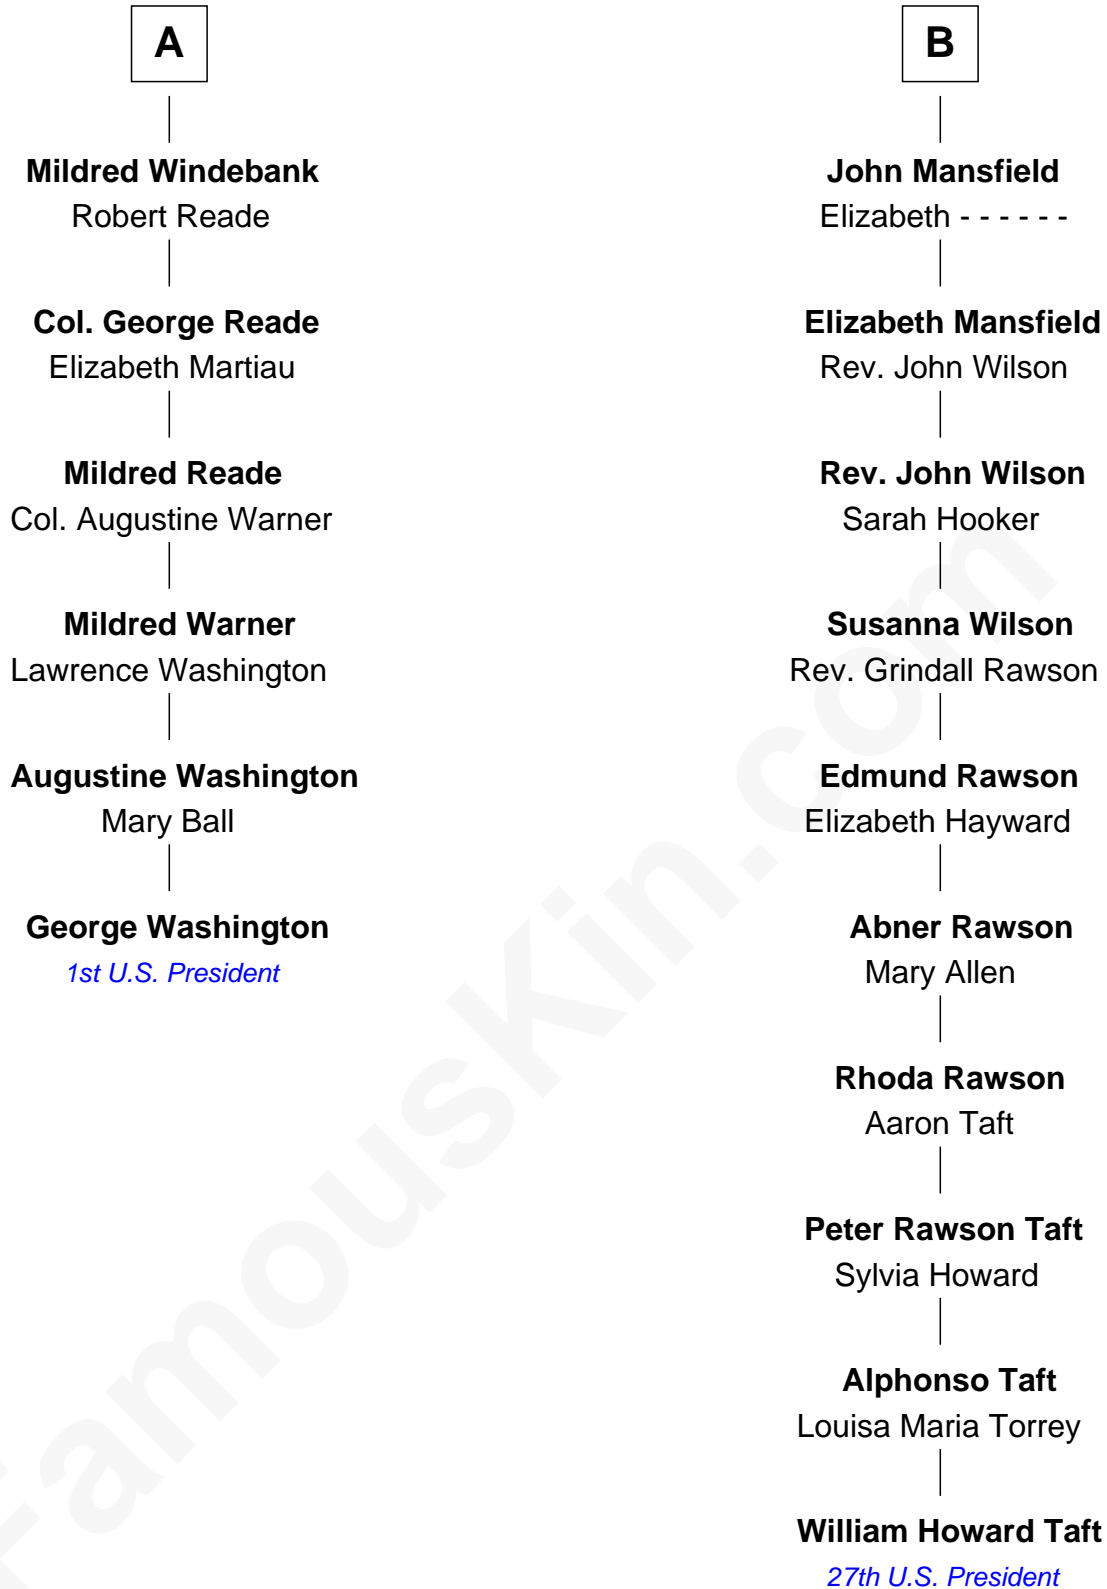 A
Mildred Windebank
Robert Reade
Col. George Reade
Elizabeth Martiau
Mildred Reade
Col. Augustine Warner
Mildred Warner
Lawrence Washington
Augustine Washington
Mary Ball
George Washington
1st U.S. President
B
John Mansfield
Elizabeth - - - - - -
Elizabeth Mansfield
Rev. John Wilson
Rev. John Wilson
Sarah Hooker
Susanna Wilson
Rev. Grindall Rawson
Edmund Rawson
Elizabeth Hayward
Abner Rawson
Mary Allen
Rhoda Rawson
Aaron Taft
Peter Rawson Taft
Sylvia Howard
Alphonso Taft
Louisa Maria Torrey
William Howard Taft
27th U.S. President
FamousKin.com